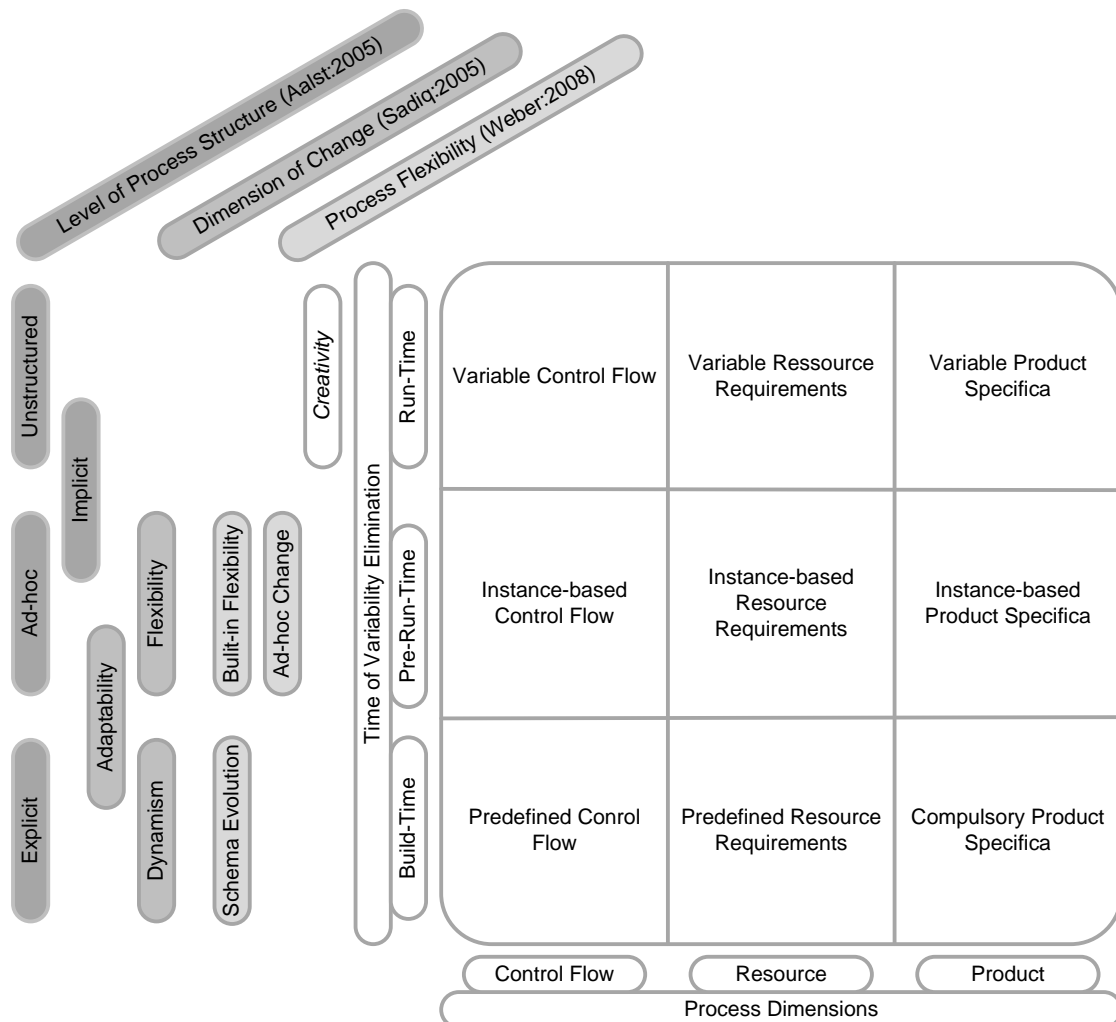 Level of Process Structure (Aalst:2005)
Dimension of Change (Sadiq:2005)
Process Flexibility (Weber:2008)
Unstructured
Ad-hoc
Explicit
Implicit
Adaptability
Flexibility
Dynamism
Bulit-in Flexibility
Schema Evolution
Ad-hoc Change
Creativity
Time of Variability Elimination
Run-Time
Pre-Run-Time
Build-Time
Variable Control Flow
Variable Ressource
Requirements
Variable Product
Specifica
Instance-based
Control Flow
Instance-based
Resource
Requirements
Instance-based
Product Specifica
Predefined Conrol
Flow
Predefined Resource
Requirements
Compulsory Product
Specifica
Control Flow
Resource
Product
Process Dimensions